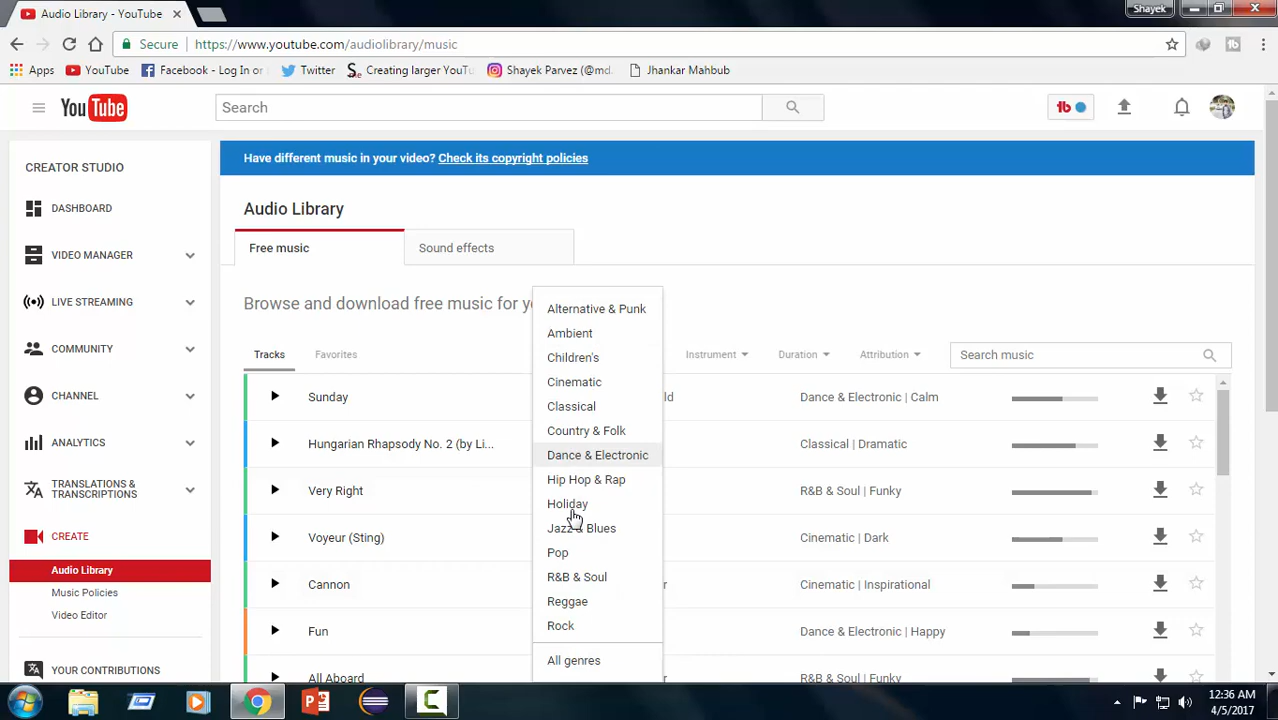 Audio Library - YouTube
Shayek
Secure
https://www.youtube.com/audiolibrary/music
Apps
YouTube
Facebook - Log In or
Twitter
Creating larger YouTu
Shayek Parvez (@md
Jhankar Mahbub
YouTube
Search
CREATOR STUDIO
DASHBOARD
VIDEO MANAGER
LIVE STREAMING
COMMUNITY
CHANNEL
ANALYTICS
TRANSLATIONS &
TRANSCRIPTIONS
CREATE
Audio Library
Music Policies
Video Editor
YOUR CONTRIBUTIONS
Have different music in your video? Check its copyright policies
Audio Library
Free music
Sound effects
Browse and download free music for yo
Tracks
Favorites
Instrument
Duration
Attribution
Search music
Alternative & Punk
Ambient
Children's
Cinematic
Classical
Country & Folk
Dance & Electronic
Hip Hop & Rap
Holiday
Jazz & Blues
Pop
R&B & Soul
Reggae
Rock
All genres
Sunday
ld
Dance & Electronic | Calm
Hungarian Rhapsody No. 2 (by Li...
Classical | Dramatic
Very Right
R&B & Soul | Funky
Voyeur (Sting)
Cinematic | Dark
Cannon
r
Cinematic | Inspirational
Fun
Dance & Electronic | Happy
All Aboard
r
12:36 AM
4/5/2017